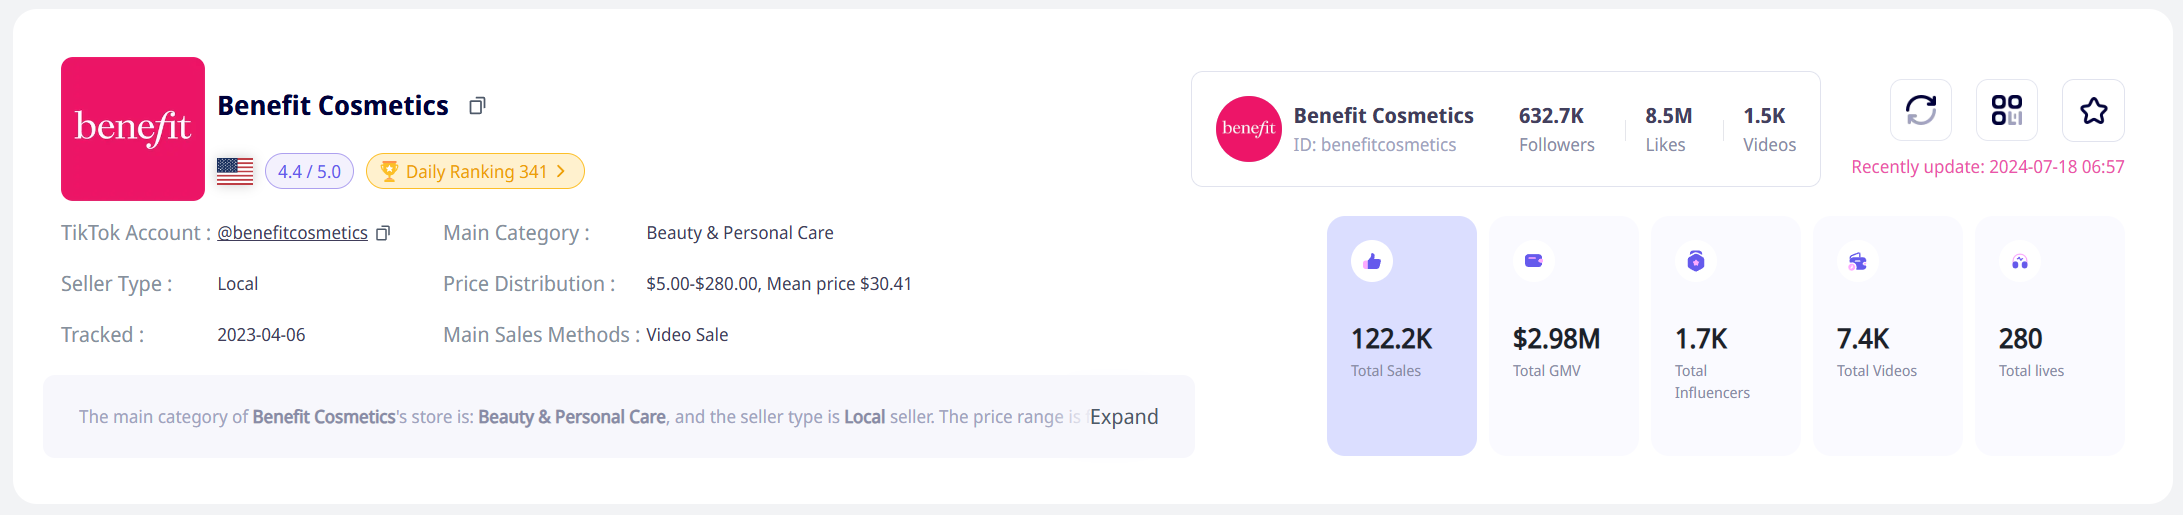 benefit
Benefit Cosmetics
4.4 / 5.0
Daily Ranking 341
TikTok Account : @benefitcosmetics
Main Category : Beauty & Personal Care
Seller Type : Local
Price Distribution : $5.00-$280.00, Mean price $30.41
Tracked : 2023-04-06
Main Sales Methods : Video Sale
The main category of Benefit Cosmetics's store is: Beauty & Personal Care, and the seller type is Local seller. The price range is Expand
benefit
Benefit Cosmetics
ID: benefitcosmetics
632.7K
Followers
8.5M
Likes
1.5K
Videos
Recently update: 2024-07-18 06:57
122.2K
Total Sales
$2.98M
Total GMV
1.7K
Total
Influencers
7.4K
Total Videos
280
Total lives